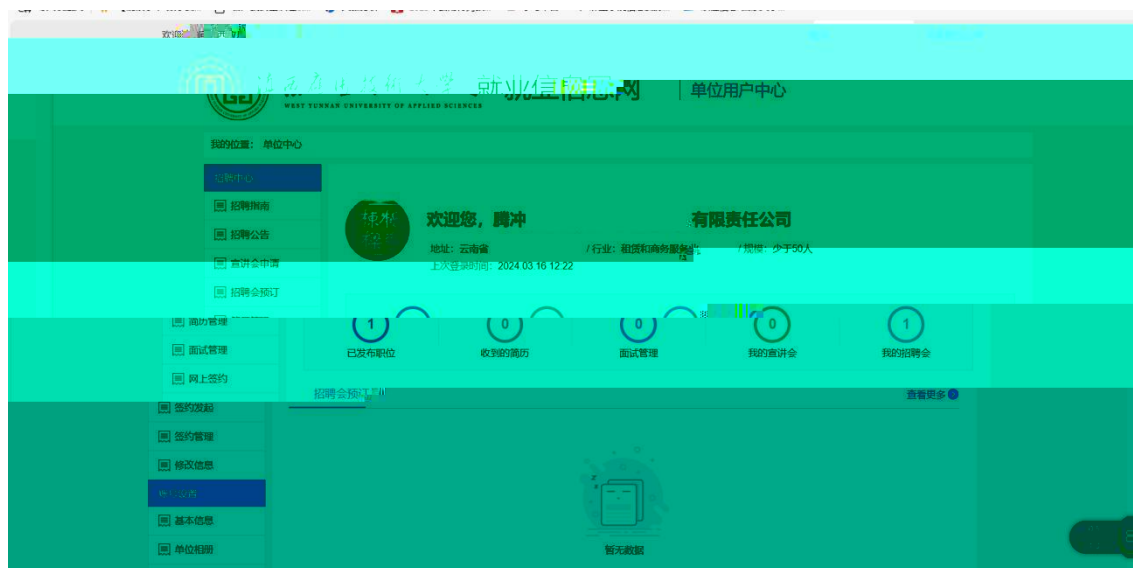 就业信息网
单位用户中心
WEST YUNNAN UNIVERSITY OF APPLIED SCIENCES
我的位置： 单位中心
招聘中心
招聘指南
招聘公告
宣讲会申请
招聘会预订
简历管理
面试管理
网上签约
签约发起
签约管理
修改信息
基本信息
单位相册
欢迎您，腾冲 有限责任公司
地址：云南省 / 行业：租赁和商务服务业 / 规模：少于50人
上次登录时间：2024 03.16 12:22
1 0 0 0 1
已发布职位 收到的简历 面试管理 我的宣讲会 我的招聘会
招聘会预订
查看更多
暂无数据